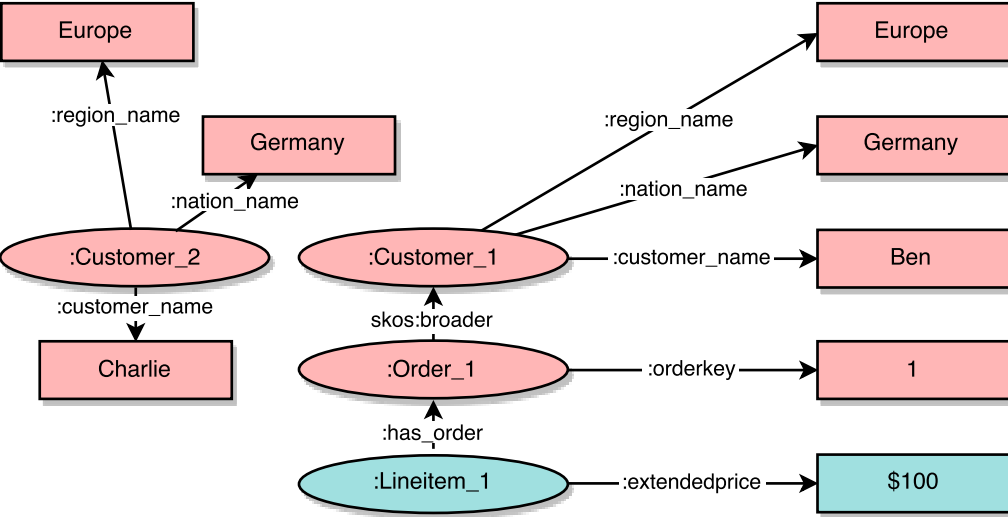 Europe
Europe
:region_name
:region_name
Germany
Germany
:nation_name
:nation_name
:Customer_2
:Customer_1
:customer_name
Ben
:customer_name
skos:broader
Charlie
:Order_1
:orderkey
1
:has_order
:Lineitem_1
:extendedprice
$100